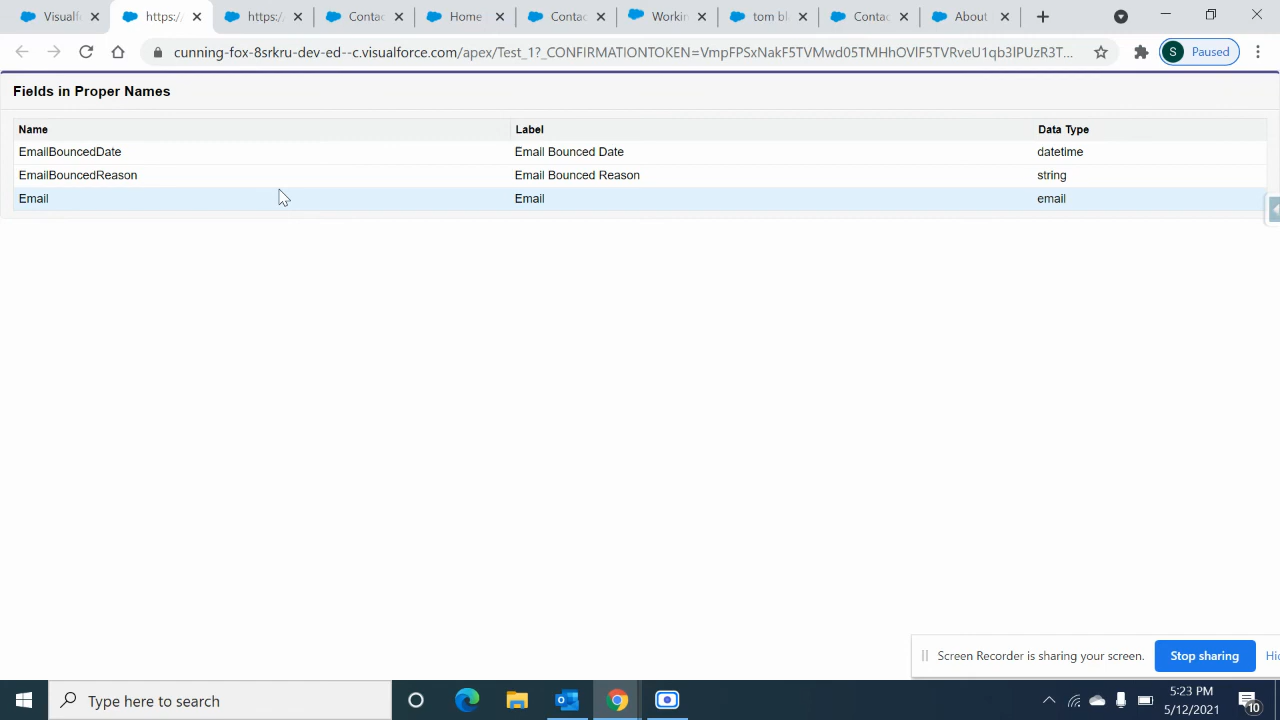 Visualf
https:/
https:/
Contac
Home
Contac
Workin
tom bl
Contac
About
cunning-fox-8srkru-dev-ed--c.visualforce.com/apex/Test_1?_CONFIRMATIONTOKEN=VmpFPSxNakF5TVMwd05TMHhOVlF5TVRveU1qb3lPUzR3T...
S Paused
Fields in Proper Names
Name Label Data Type
EmailBouncedDate Email Bounced Date datetime
EmailBouncedReason Email Bounced Reason string
Email Email email
Screen Recorder is sharing your screen. Stop sharing Hid
Type here to search
5:23 PM
5/12/2021
10